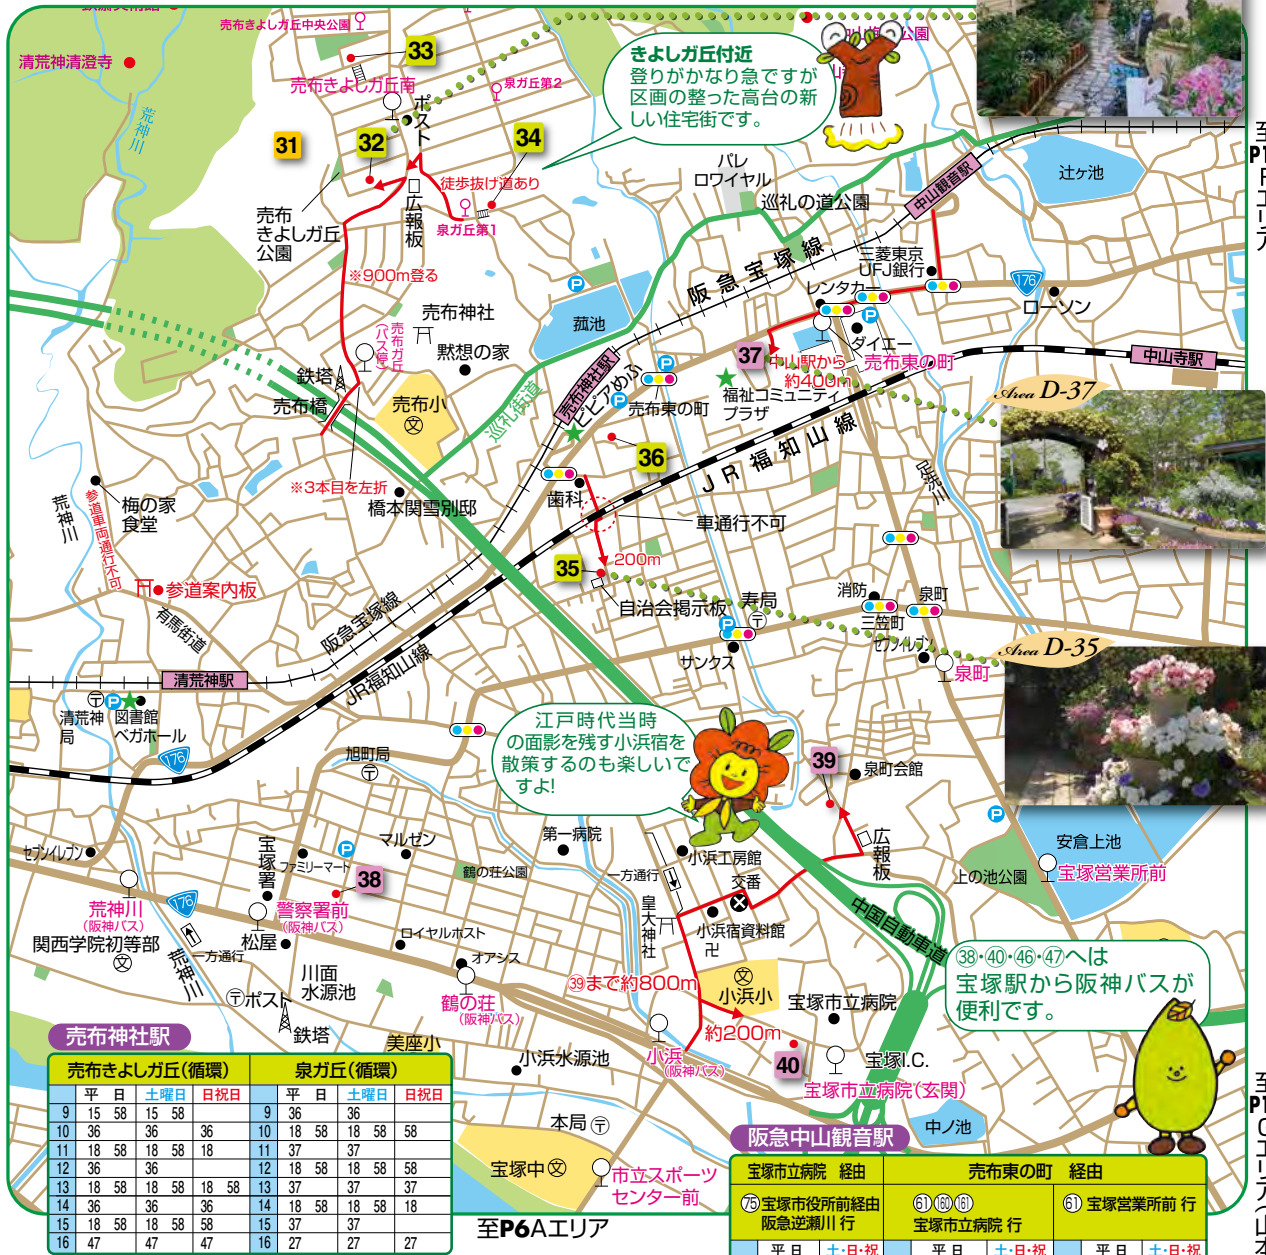 売布きよしガ丘中央公園
清荒神清澄寺
33
売布きよしガ丘南
泉ガ丘第2
ポスト
荒神川
31
32
34
きよしガ丘付近
登りがかなり急ですが
区画の整った高台の新
しい住宅街です。
公園
徒歩抜け道あり
広報板
泉ガ丘第1
売布
きよしガ丘
公園
※900m登る
パレ
ロワイヤル
巡礼の道公園
中山観音駅
辻ヶ池
阪急宝塚線
三菱東京
UFJ銀行
レンタカー
176
ローソン
P
菰池
売布神社
黙想の家
売布ガ丘
(バス停)
鉄塔
売布橋
売布小
文
巡礼街道
売布神社駅
ピピアめふ
P
P
売布東の町
37
中山駅から
約400m
P
ダイエー
売布東の町
福祉コミュニティ
プラザ
中山寺駅
Area D-37
JR福知山線
36
歯科
車通行不可
足洗川
※3本目を左折
橋本関雪別邸
梅の家
食堂
荒神川
参道車両通行不可
参道案内板
有馬街道
阪急宝塚線
JR福知山線
35
200m
自治会掲示板
寿局
P
サンクス
消防
三笠町
泉町
セブンイレブン
泉町
Area D-35
清荒神駅
清荒神
局
P
図書館
ベガホール
176
旭町局
江戸時代当時
の面影を残す小浜宿を
散策するのも楽しいで
すよ!
39
泉町会館
P
安倉上池
上の池公園
宝塚営業所前
広報板
セブンイレブン
宝塚署
ファミリーマート
P
マルゼン
38
鶴の荘公園
第一病院
一方通行
小浜工房館
交番
皇大神社
小浜宿資料館
荒神川
(阪神バス)
176
警察署前
(阪神バス)
松屋
関西学院初等部
文
一方通行
荒神川
ロイヤルホスト
オアシス
鶴の荘
(阪神バス)
川面
水源池
ポスト
鉄塔
美座小
㊴まで約800m
文
小浜小
約200m
小浜
(阪神バス)
小浜水源池
40
宝塚市立病院
宝塚市立病院(玄関)
宝塚I.C.
中国自動車道
㊳・㊵・㊻・㊼へは
宝塚駅から阪神バスが
便利です。
中ノ池
本局
宝塚中文
市立スポーツ
センター前
至P6Aエリア
売布神社駅
売布きよしガ丘(循環) 泉ガ丘(循環)
平 日 土曜日 日祝日 平 日 土曜日 日祝日
9 15 58 15 58 9 36 36
10 36 36 36 10 18 58 18 58 58
11 18 58 18 58 18 11 37 37
12 36 36 12 18 58 18 58 58
13 18 58 18 58 18 58 13 37 37 37
14 36 36 36 14 18 58 18 58 18
15 18 58 18 58 58 15 37 37
16 47 47 47 16 27 27 27
阪急中山観音駅
宝塚市立病院 経由 売布東の町 経由
75 宝塚市役所前経由
阪急逆瀬川 行
61 160 161
宝塚市立病院 行
61 宝塚営業所前 行
平 日 土・日・祝 平 日 土・日・祝 平 日 土・日・祝